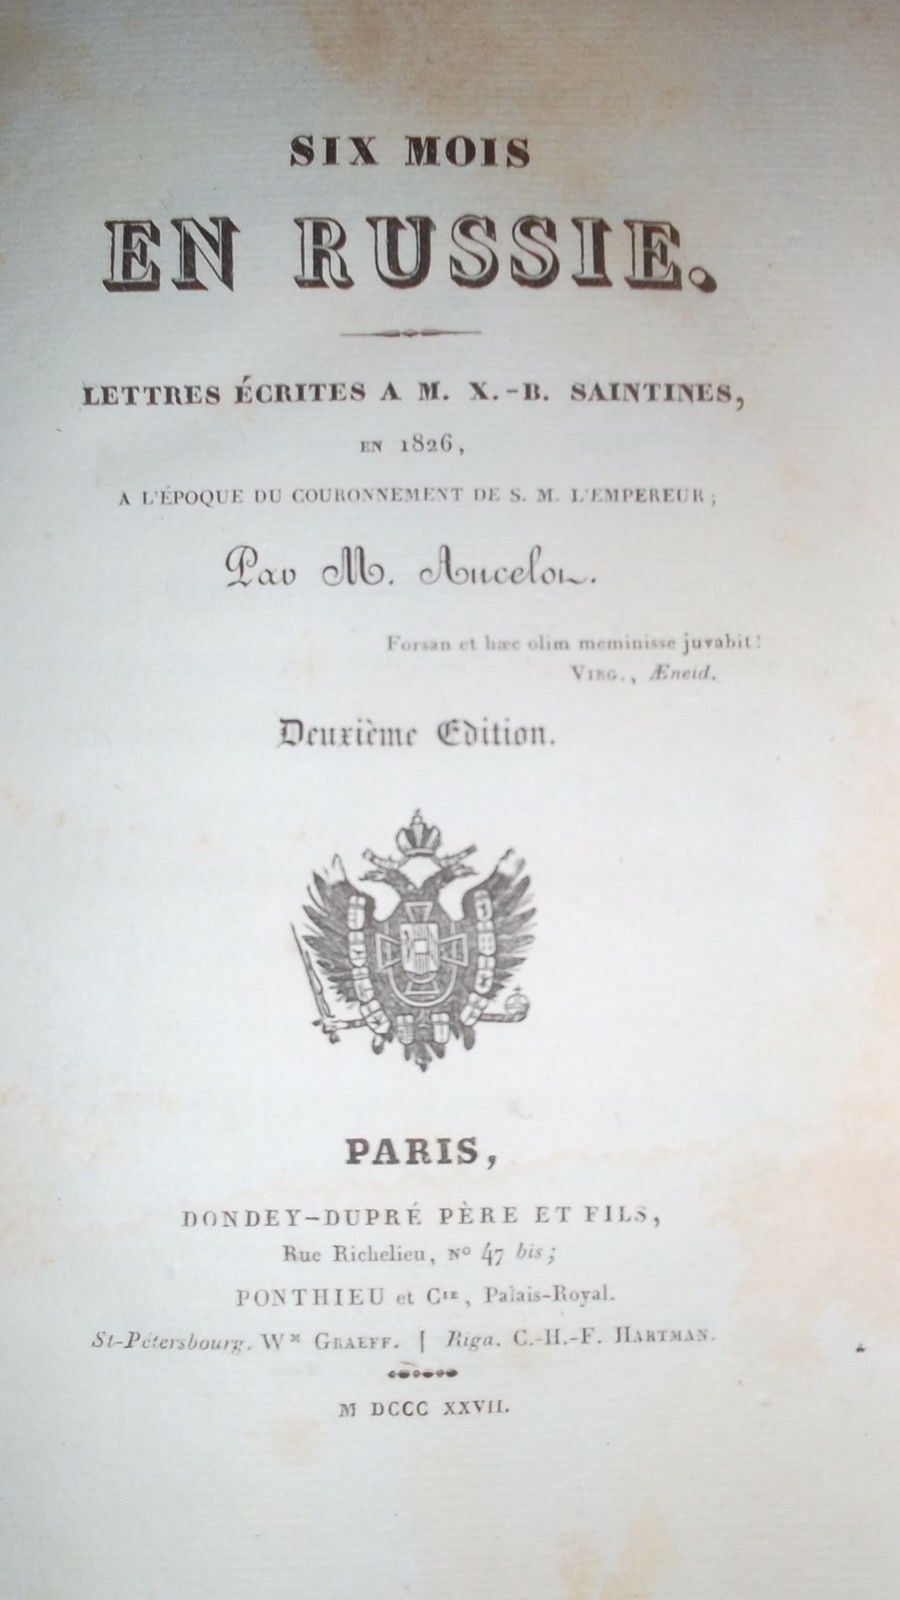 SIX MOIS
EN RUSSIE.
LETTRES ÉCRITES A M. X.-B. SAINTINES,
EN 1826,
A L'ÉPOQUE DU COURONNEMENT DE S. M. L'EMPEREUR;
Par M. Ancelot.
Forsan et hæc olim meminisse juvabit!
VIRG., Æneid.
Deuxième Edition.
PARIS,
DONDEY-DUPRÉ PÈRE ET FILS,
Rue Richelieu, No 47 bis;
PONTHIEU et CIE, Palais-Royal.
St-Pétersbourg. WM GRAEFF. | Riga. C.-H.-F. HARTMAN.
M DCCC XXVII.